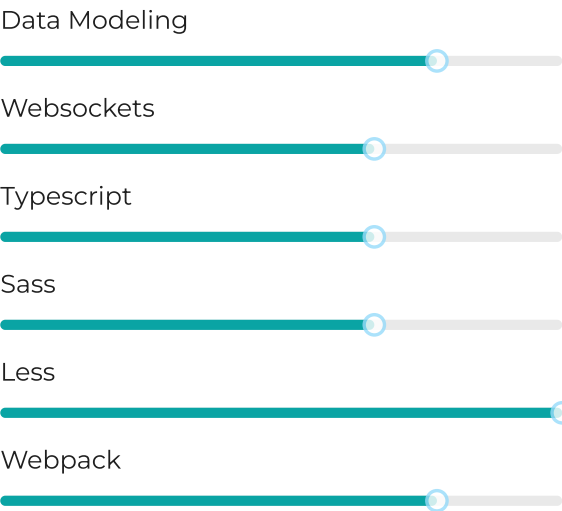 Data Modeling
Websockets
Typescript
Sass
Less
Webpack